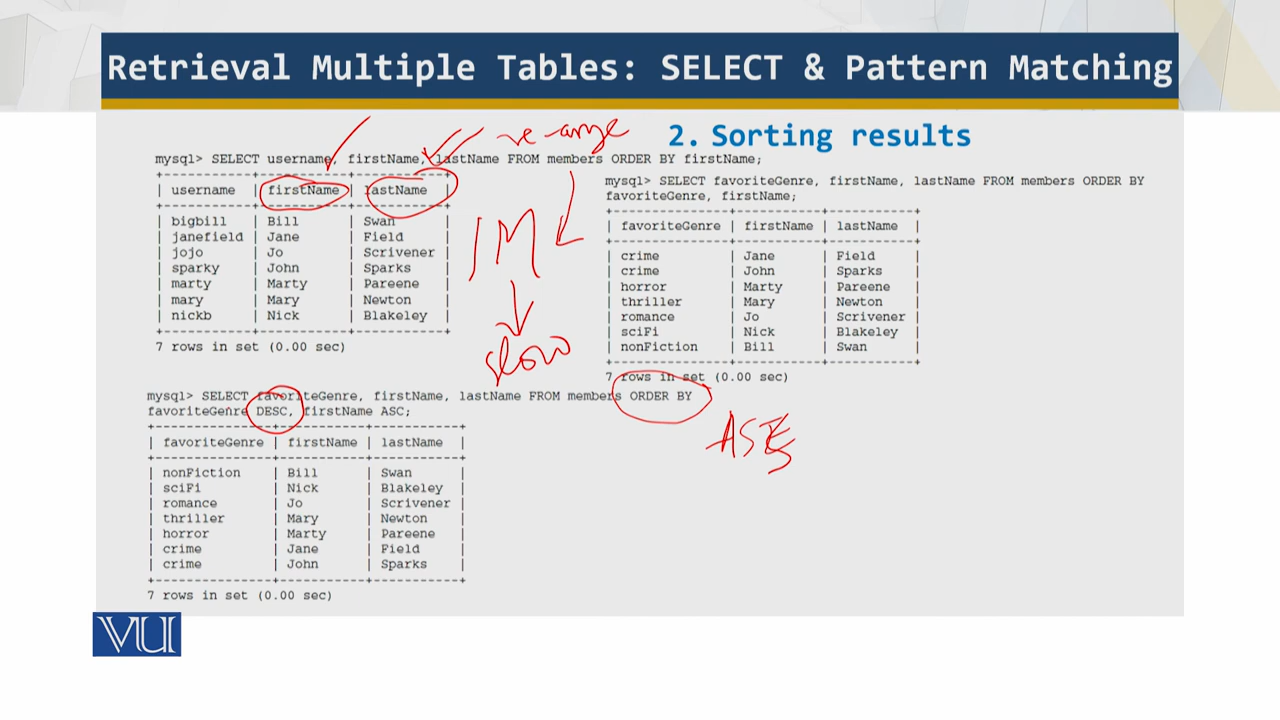 Retrieval Multiple Tables: SELECT & Pattern Matching
2. Sorting results
re-ange
mysql> SELECT username, firstName, lastName FROM members ORDER BY firstName;
+------------+-----------+-----------+
| username | firstName | lastName |
+------------+-----------+-----------+
| bigbill | Bill | Swan |
| janefield | Jane | Field |
| jojo | Jo | Scrivener |
| sparky | John | Sparks |
| marty | Marty | Pareene |
| mary | Mary | Newton |
| nickb | Nick | Blakeley |
+------------+-----------+-----------+
7 rows in set (0.00 sec)
1M
slow
mysql> SELECT favoriteGenre, firstName, lastName FROM members ORDER BY
favoriteGenre, firstName;
+---------------+-----------+-----------+
| favoriteGenre | firstName | lastName |
+---------------+-----------+-----------+
| crime | Jane | Field |
| crime | John | Sparks |
| horror | Marty | Pareene |
| thriller | Mary | Newton |
| romance | Jo | Scrivener |
| sciFi | Nick | Blakeley |
| nonFiction | Bill | Swan |
+---------------+-----------+-----------+
7 rows in set (0.00 sec)
mysql> SELECT favoriteGenre, firstName, lastName FROM members ORDER BY
favoriteGenre DESC, firstName ASC;
+---------------+-----------+-----------+
| favoriteGenre | firstName | lastName |
+---------------+-----------+-----------+
| nonFiction | Bill | Swan |
| sciFi | Nick | Blakeley |
| romance | Jo | Scrivener |
| thriller | Mary | Newton |
| horror | Marty | Pareene |
| crime | Jane | Field |
| crime | John | Sparks |
+---------------+-----------+-----------+
7 rows in set (0.00 sec)
VU